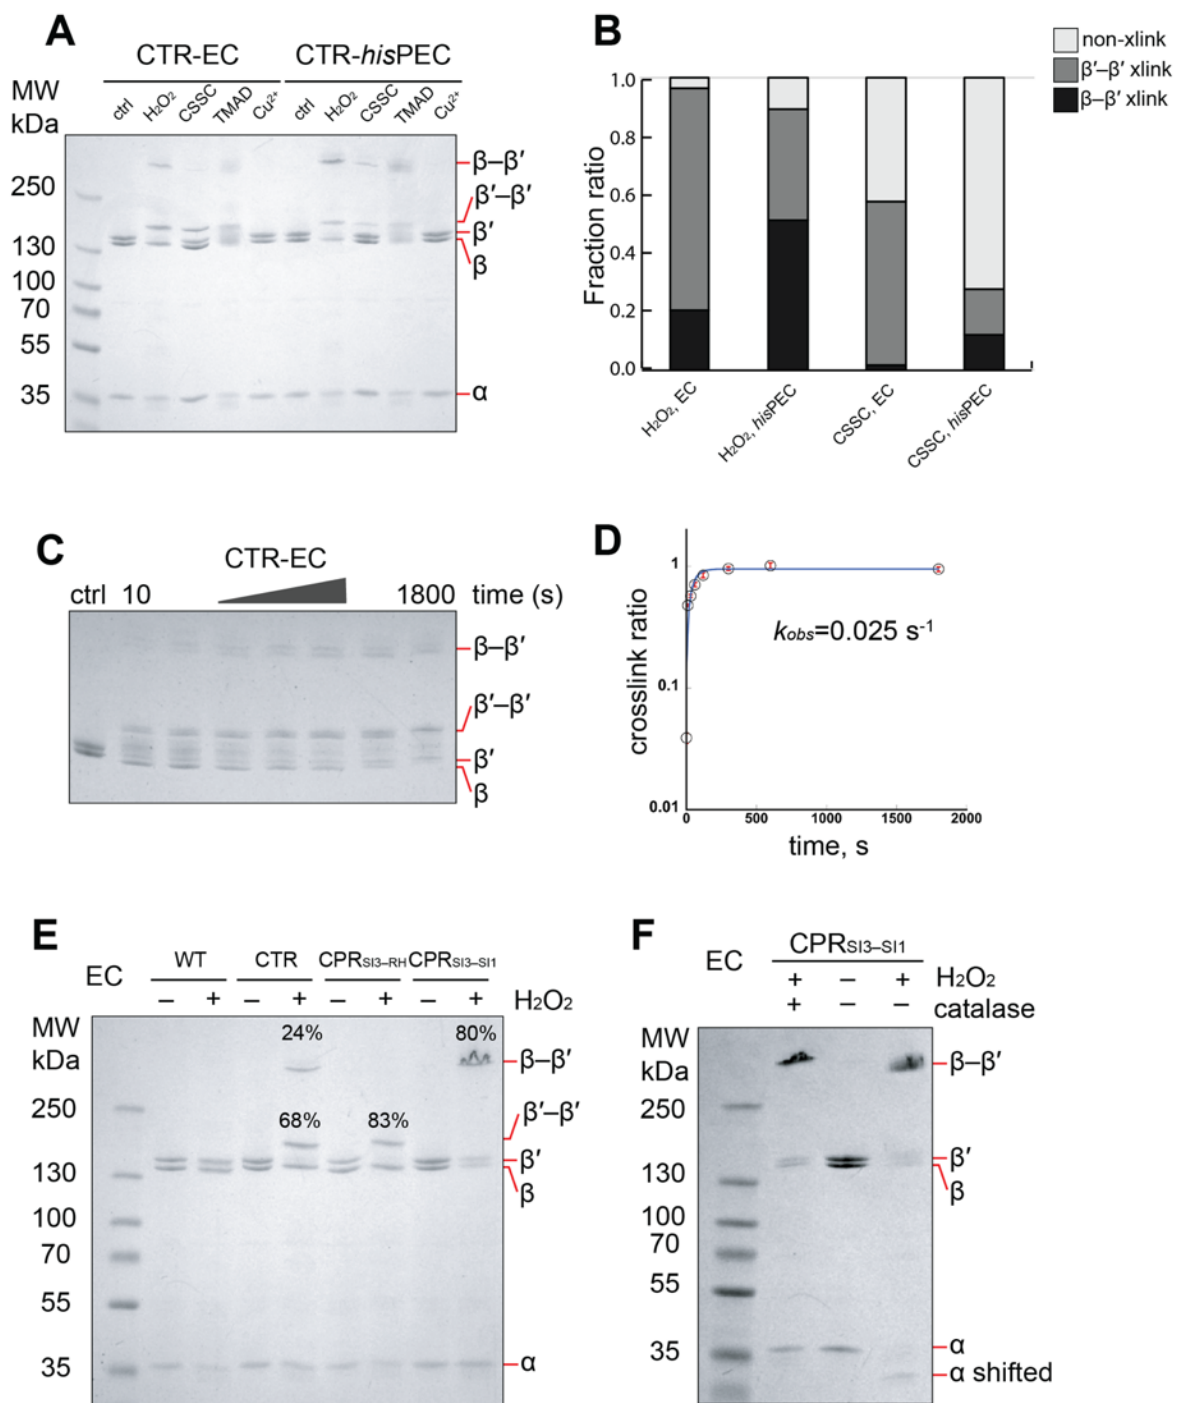 A
CTR-EC CTR-hisPEC
MW
kDa
ctrl H₂O₂ CSSC TMAD Cu²⁺ ctrl H₂O₂ CSSC TMAD Cu²⁺
250
130
100
70
55
35
β–β′
β′–β′
β′
β
α
B
non-xlink
β′–β′ xlink
β–β′ xlink
Fraction ratio
1.0
0.8
0.6
0.4
0.2
0.0
H₂O₂, EC
H₂O₂, hisPEC
CSSC, EC
CSSC, hisPEC
C
CTR-EC
ctrl 10 1800 time (s)
β–β′
β′–β′
β′
β
D
crosslink ratio
1
0.1
0.01
kobs=0.025 s⁻¹
0 500 1000 1500 2000
time, s
E
EC WT CTR CPRSI3–RH CPRSI3–SI1
– + – + – + – + H₂O₂
MW
kDa
250
130
100
70
55
35
24% 80%
68% 83%
β–β′
β′–β′
β′
β
α
F
EC CPRSI3–SI1
+ – + H₂O₂
+ – – catalase
MW
kDa
250
130
100
70
55
35
β–β′
β′
β
α
α shifted